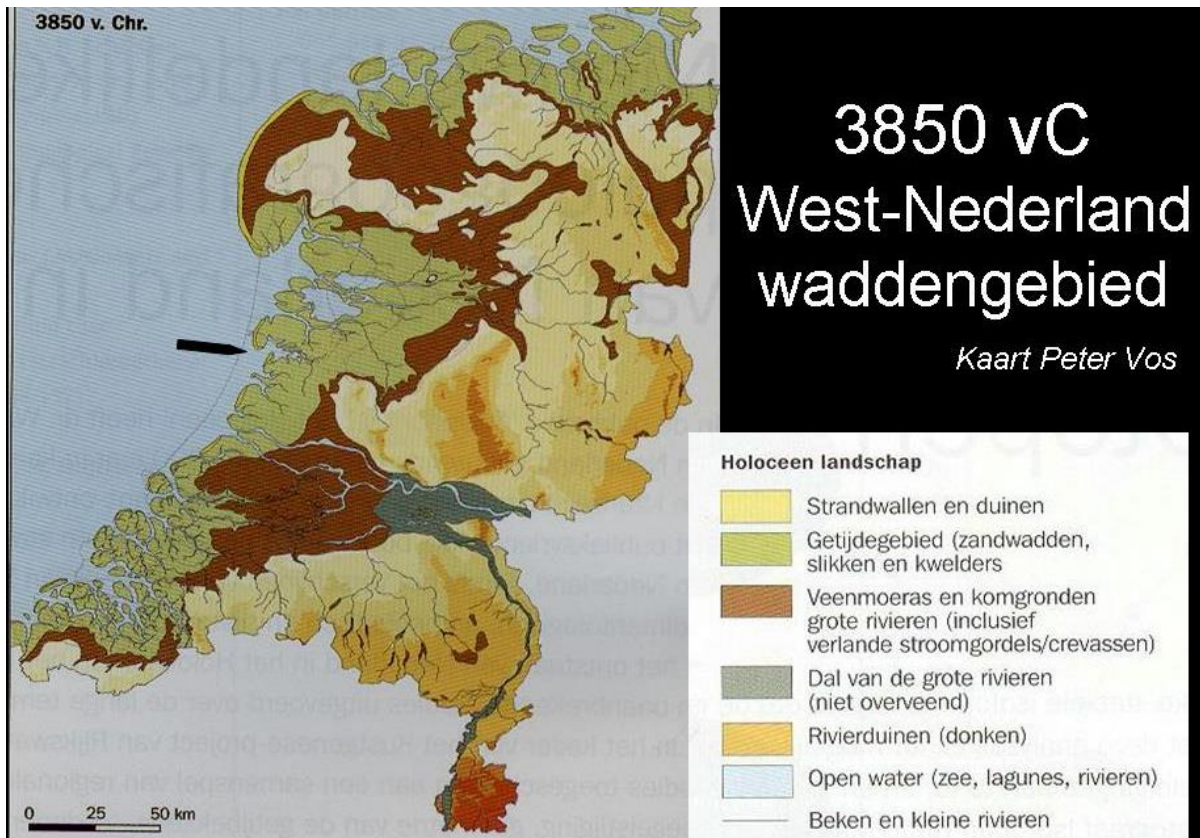 3850 v. Chr.
3850 vC
West-Nederland
waddengebied
Kaart Peter Vos
Holoceen landschap
Strandwallen en duinen
Getijdegebied (zandwadden,
slikken en kwelders
Veenmoeras en komgronden
grote rivieren (inclusief
verlande stroomgordels/crevassen)
Dal van de grote rivieren
(niet overveend)
Rivierduinen (donken)
Open water (zee, lagunes, rivieren)
Beken en kleine rivieren
0 25 50 km